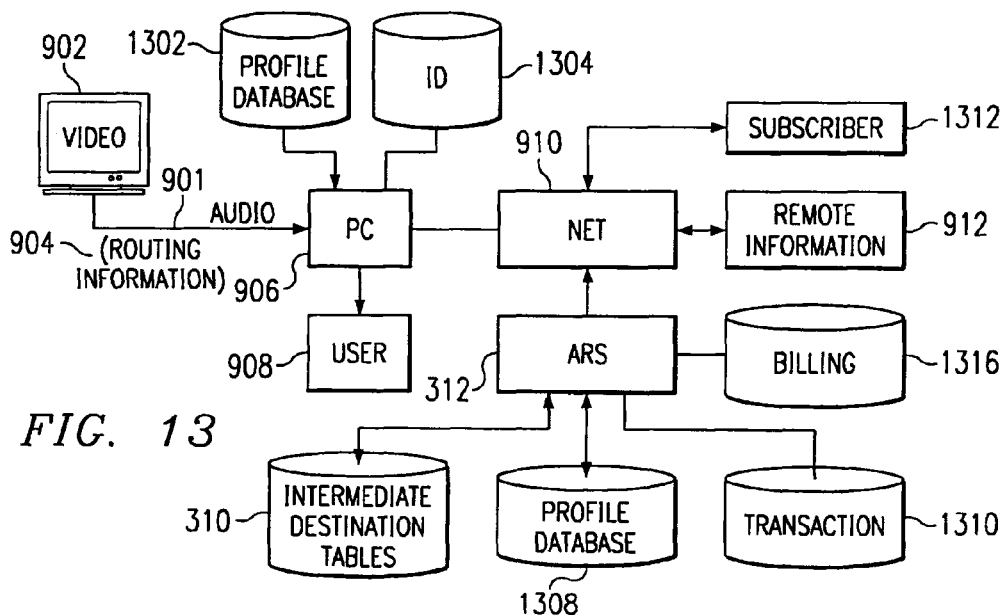 902
1302
PROFILE
DATABASE
ID
1304
VIDEO
910
SUBSCRIBER
1312
901
AUDIO
904
(ROUTING
INFORMATION)
PC
NET
REMOTE
INFORMATION
912
906
908
USER
312
ARS
BILLING
1316
FIG. 13
310
INTERMEDIATE
DESTINATION
TABLES
PROFILE
DATABASE
1308
TRANSACTION
1310